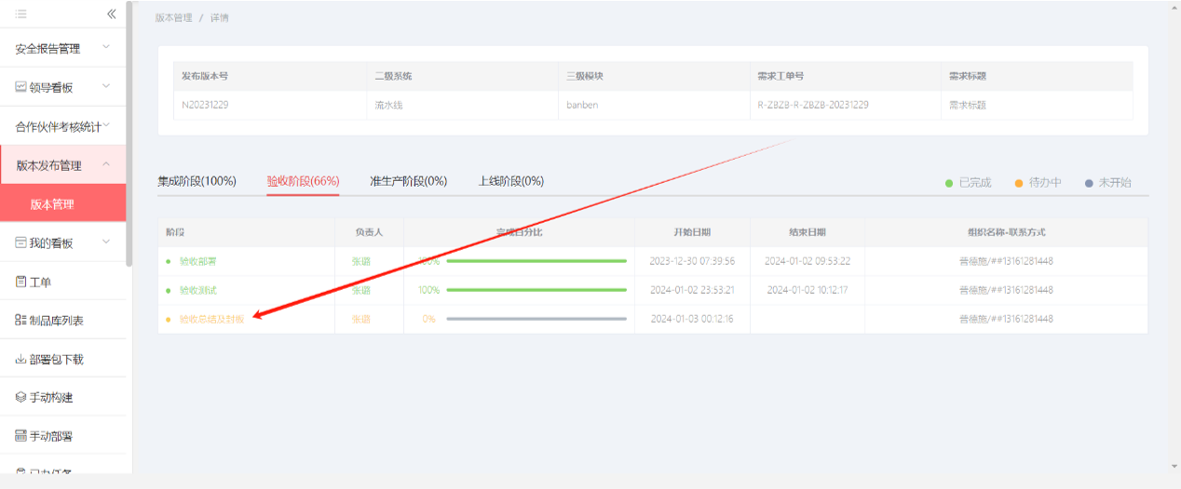 版本管理 / 详情
安全报告管理
领导看板
合作伙伴考核统计
版本发布管理
版本管理
我的看板
工单
制品库列表
部署包下载
手动构建
手动部署
已办任务
发布版本号 二级系统 三级模块 需求工单号 需求标题
N20231229 流水线 banben R-ZBZB-R-ZBZB-20231229 需求标题
集成阶段(100%) 验收阶段(66%) 准生产阶段(0%) 上线阶段(0%) 已完成 待办中 未开始
阶段 负责人 完成百分比 开始日期 结束日期 组织名称-联系方式
验收部署 张璐 100% 2023-12-30 07:39:56 2024-01-02 09:53:22 普德施/##13161281448
验收测试 张璐 100% 2024-01-02 23:53:21 2024-01-02 10:12:17 普德施/##13161281448
验收总结及封板 张璐 0% 2024-01-03 00:12:16 普德施/##13161281448